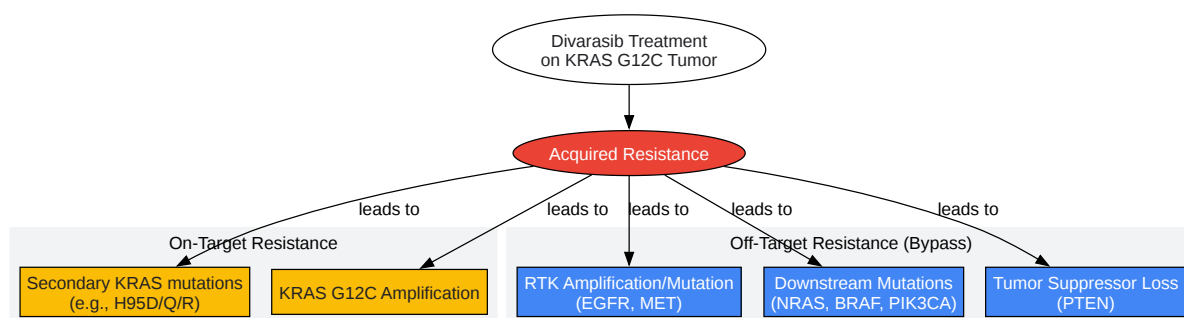 Divarasib Treatment
on KRAS G12C Tumor
Acquired Resistance
leads to
leads to
leads to
leads to
leads to
On-Target Resistance
Off-Target Resistance (Bypass)
Secondary KRAS mutations
(e.g., H95D/Q/R)
KRAS G12C Amplification
RTK Amplification/Mutation
(EGFR, MET)
Downstream Mutations
(NRAS, BRAF, PIK3CA)
Tumor Suppressor Loss
(PTEN)